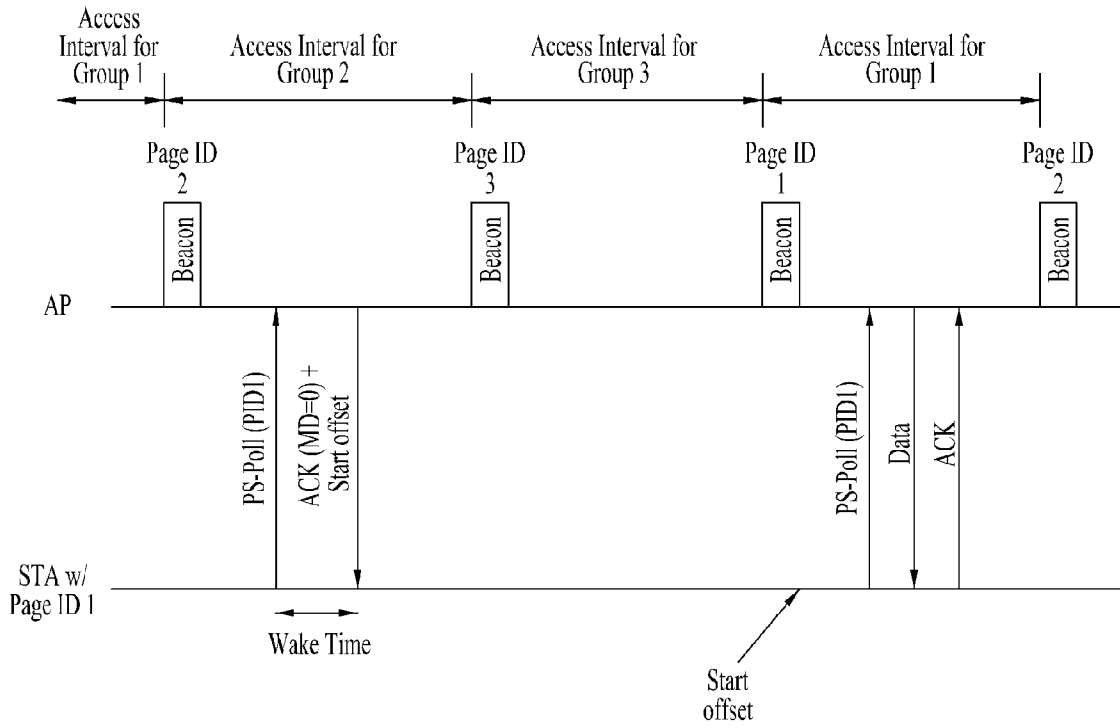 Access
Interval for
Group 1
Access Interval for
Group 2
Access Interval for
Group 3
Access Interval for
Group 1
Page ID
2
Page ID
3
Page ID
1
Page ID
2
Beacon
Beacon
Beacon
Beacon
AP
PS-Poll (PID1)
ACK (MD=0) +
Start offset
PS-Poll (PID1)
Data
ACK
STA w/
Page ID 1
Wake Time
Start
offset